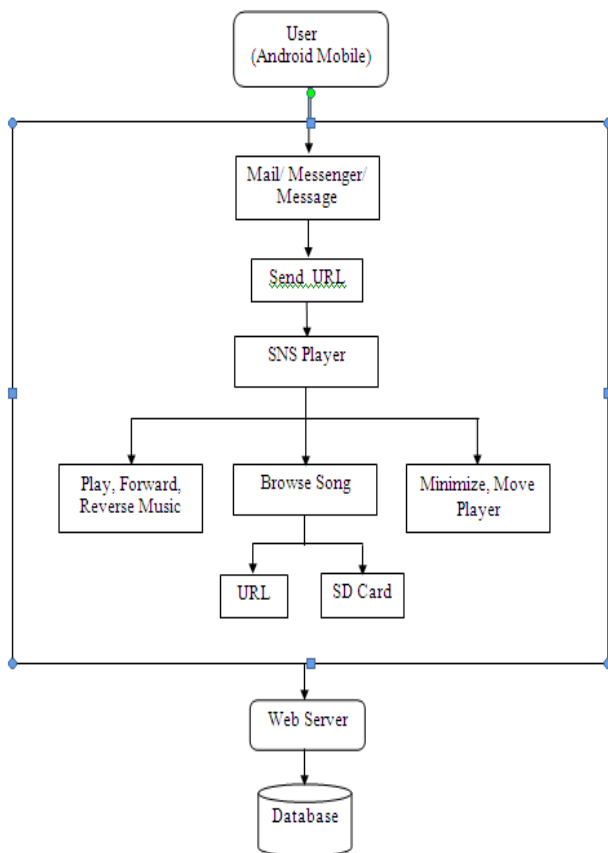 User
(Android Mobile)
Mail/ Messenger/
Message
Send URL
SNS Player
Play, Forward,
Reverse Music
Browse Song
Minimize, Move
Player
URL
SD Card
Web Server
Database